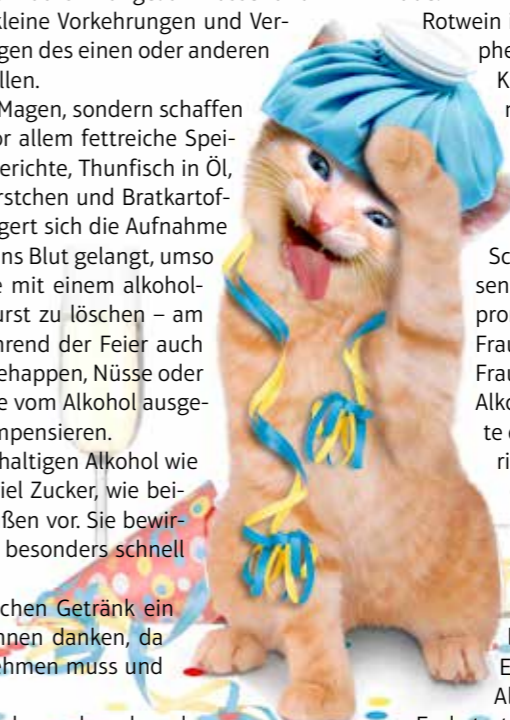 kleine Vorkehrungen und Ver-
gen des einen oder anderen
llen.
Magen, sondern schaffen
or allem fettreiche Spei-
erichte, Thunfisch in Öl,
rstchen und Bratkartof-
gert sich die Aufnahme
ins Blut gelangt, umso
e mit einem alkohol-
urst zu löschen – am
hrend der Feier auch
ehappen, Nüsse oder
e vom Alkohol ausge-
mpensieren.
haltigen Alkohol wie
iel Zucker, wie bei-
ßen vor. Sie bewir-
besonders schnell
chen Getränk ein
nnen danken, da
ehmen muss und
Rotwein
phe
K
Sc
sen
pro
Frau
Frau
Alko
te
ri
E
Al